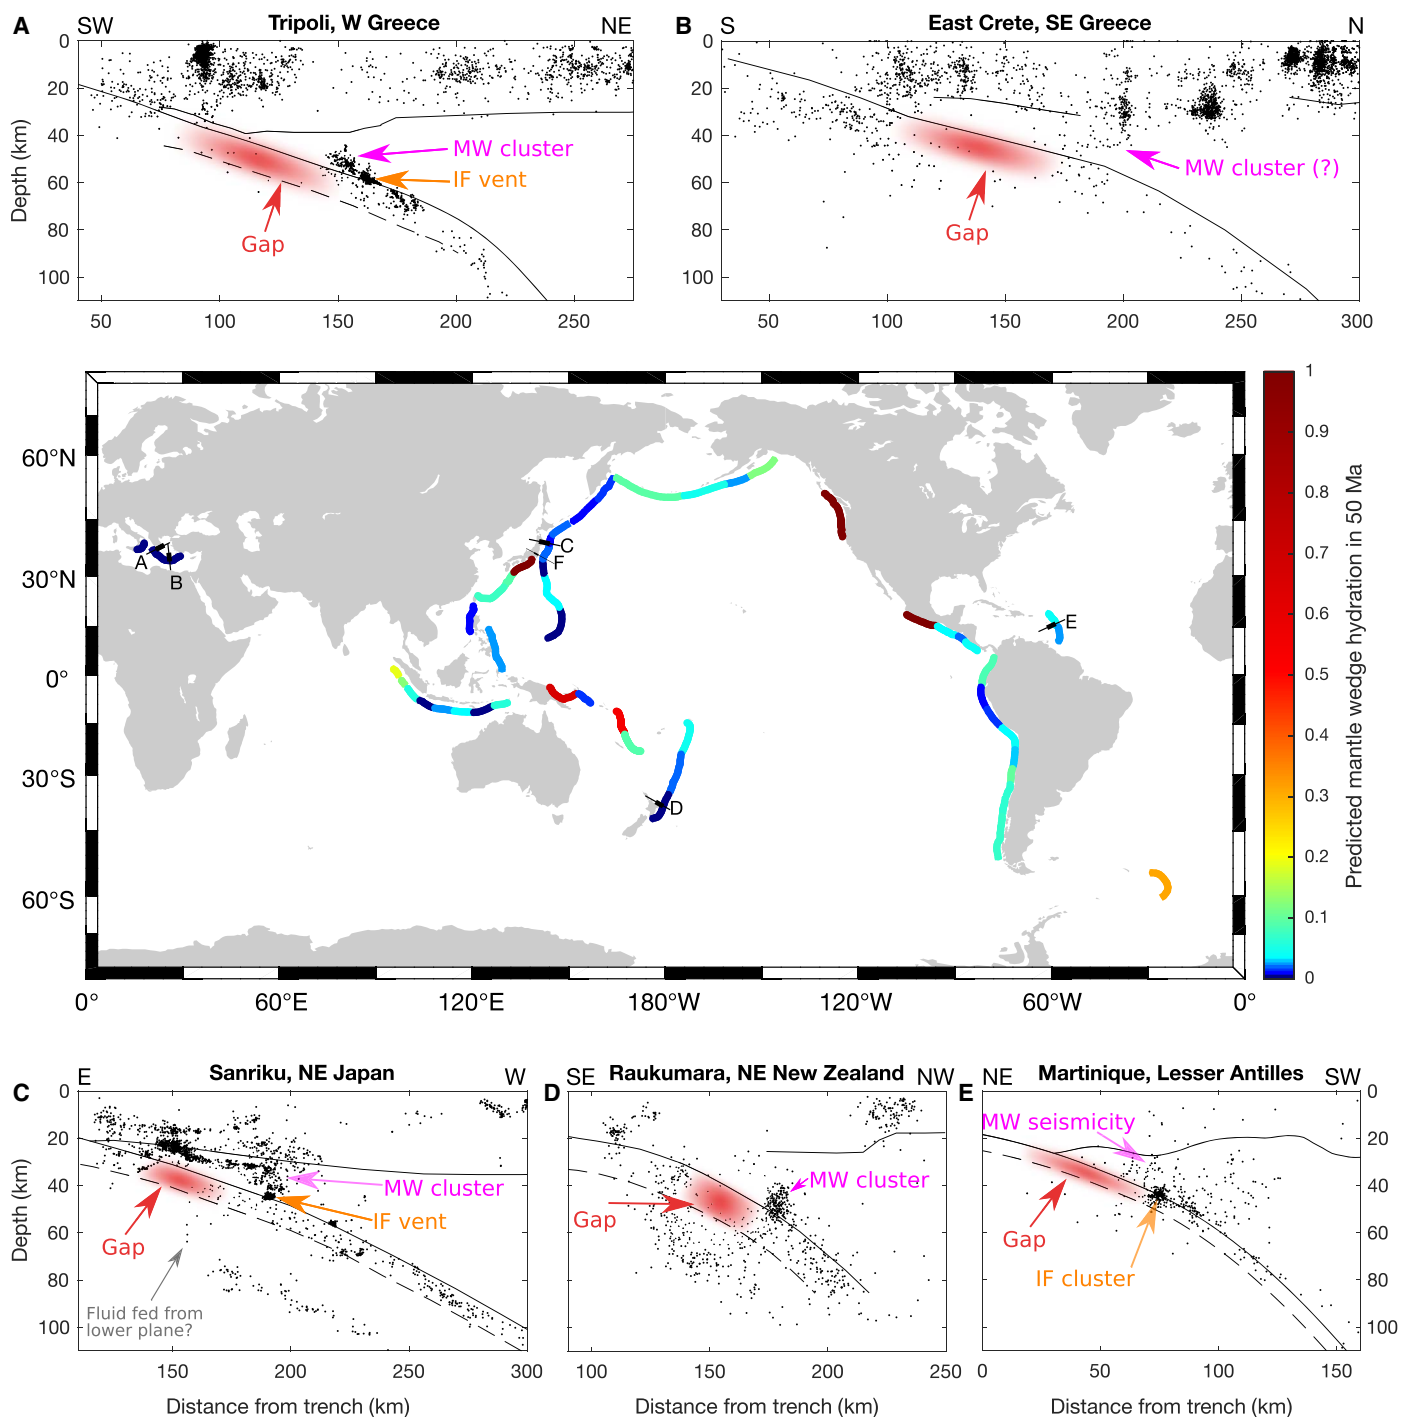 A
SW
Tripoli, W Greece
NE
0
20
40
60
80
100
Depth (km)
MW cluster
IF vent
Gap
50
100
150
200
250
B
S
East Crete, SE Greece
N
0
20
40
60
80
100
MW cluster (?)
Gap
50
100
150
200
250
300
60°N
30°N
0°
30°S
60°S
0°
60°E
120°E
180°W
120°W
60°W
0°
A
B
C
F
D
E
1
0.9
0.8
0.7
0.6
0.5
0.4
0.3
0.2
0.1
0
Predicted mantle wedge hydration in 50 Ma
C
E
Sanriku, NE Japan
W
0
20
40
60
80
100
Depth (km)
MW cluster
IF vent
Gap
Fluid fed from
lower plane?
150
200
250
300
Distance from trench (km)
D
SE
Raukumara, NE New Zealand
NW
MW cluster
Gap
100
150
200
250
Distance from trench (km)
E
NE
Martinique, Lesser Antilles
SW
MW seismicity
Gap
IF cluster
0
20
40
60
80
100
0
50
100
150
Distance from trench (km)